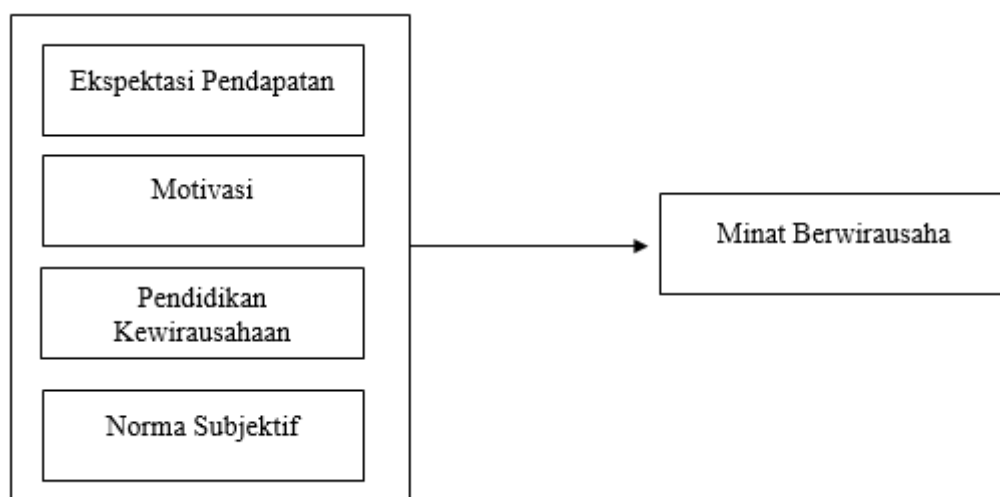 Ekspektasi Pendapatan
Motivasi
Pendidikan
Kewirausahaan
Norma Subjektif
Minat Berwirausaha